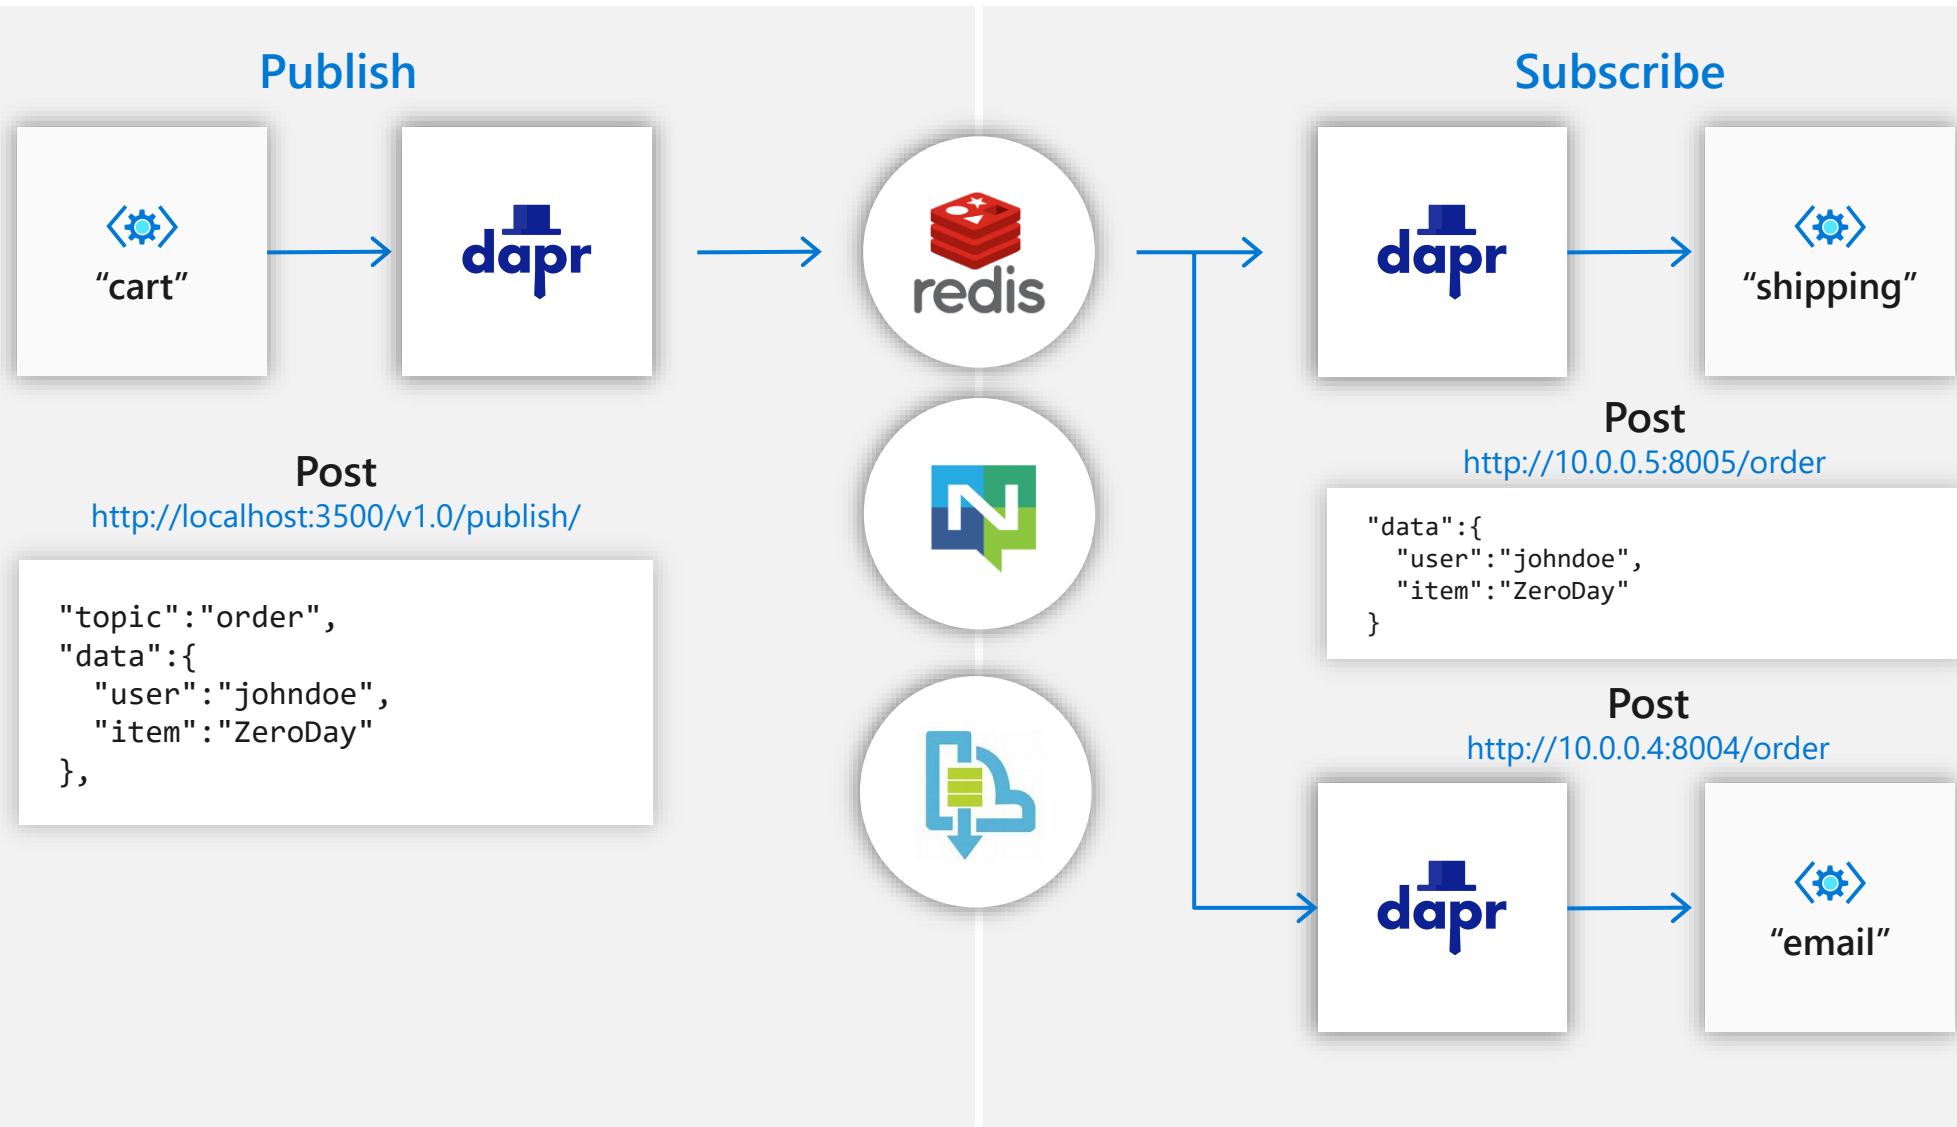 Publish
“cart”
dapr
Post
http://localhost:3500/v1.0/publish/
"topic":"order",
"data":{
"user":"johndoe",
"item":"ZeroDay"
},
redis
N
Subscribe
dapr
“shipping”
Post
http://10.0.0.5:8005/order
"data":{
"user":"johndoe",
"item":"ZeroDay"
}
Post
http://10.0.0.4:8004/order
dapr
“email”